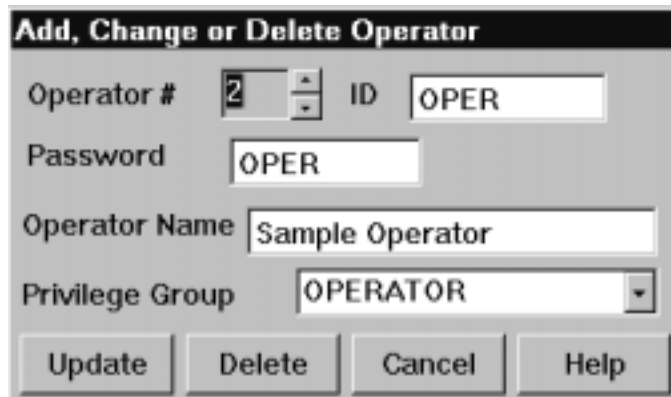 Add, Change or Delete Operator
Operator # 2 ID OPER
Password OPER
Operator Name Sample Operator
Privilege Group OPERATOR
Update Delete Cancel Help